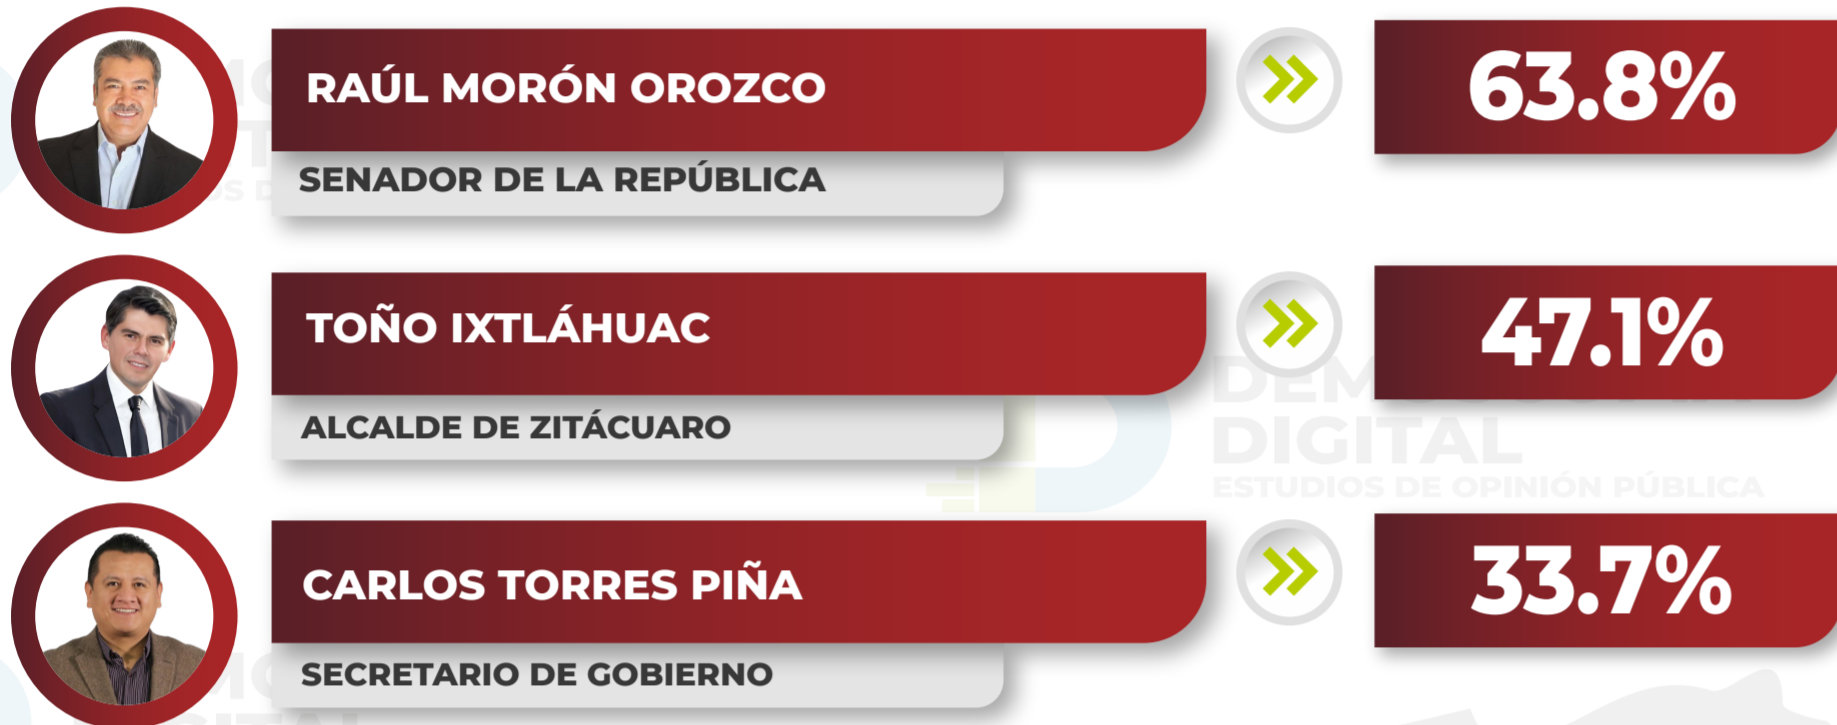 RAÚL MORÓN OROZCO
63.8%
SENADOR DE LA REPÚBLICA
TOÑO IXTLÁHUAC
47.1%
ALCALDE DE ZITÁCUARO
DIGITAL
ESTUDIOS DE OPINIÓN PÚBLICA
CARLOS TORRES PIÑA
33.7%
SECRETARIO DE GOBIERNO